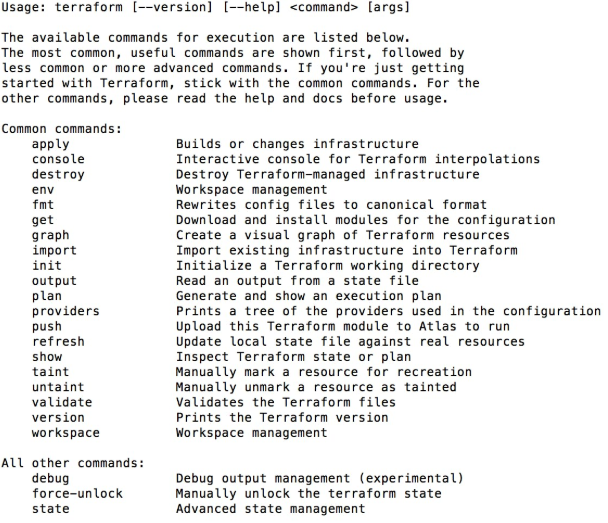 Usage: terraform [--version] [--help] <command> [args]

The available commands for execution are listed below.
The most common, useful commands are shown first, followed by
less common or more advanced commands. If you're just getting
started with Terraform, stick with the common commands. For the
other commands, please read the help and docs before usage.

Common commands:
    apply              Builds or changes infrastructure
    console            Interactive console for Terraform interpolations
    destroy            Destroy Terraform-managed infrastructure
    env                Workspace management
    fmt                Rewrites config files to canonical format
    get                Download and install modules for the configuration
    graph              Create a visual graph of Terraform resources
    import             Import existing infrastructure into Terraform
    init               Initialize a Terraform working directory
    output             Read an output from a state file
    plan               Generate and show an execution plan
    providers          Prints a tree of the providers used in the configuration
    push               Upload this Terraform module to Atlas to run
    refresh            Update local state file against real resources
    show               Inspect Terraform state or plan
    taint              Manually mark a resource for recreation
    untaint            Manually unmark a resource as tainted
    validate           Validates the Terraform files
    version            Prints the Terraform version
    workspace          Workspace management

All other commands:
    debug              Debug output management (experimental)
    force-unlock       Manually unlock the terraform state
    state              Advanced state management